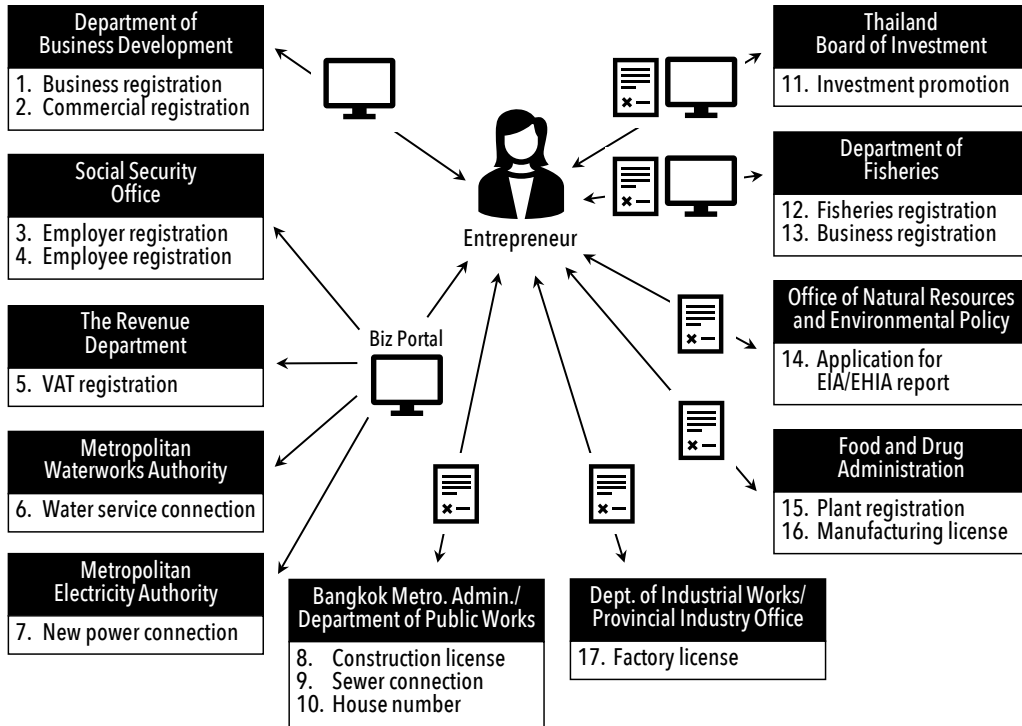 Department of
Business Development
1. Business registration
2. Commercial registration
Social Security
Office
3. Employer registration
4. Employee registration
The Revenue
Department
5. VAT registration
Metropolitan
Waterworks Authority
6. Water service connection
Metropolitan
Electricity Authority
7. New power connection
Biz Portal
Entrepreneur
Bangkok Metro. Admin./
Department of Public Works
8. Construction license
9. Sewer connection
10. House number
Dept. of Industrial Works/
Provincial Industry Office
17. Factory license
Thailand
Board of Investment
11. Investment promotion
Department of
Fisheries
12. Fisheries registration
13. Business registration
Office of Natural Resources
and Environmental Policy
14. Application for
EIA/EHIA report
Food and Drug
Administration
15. Plant registration
16. Manufacturing license